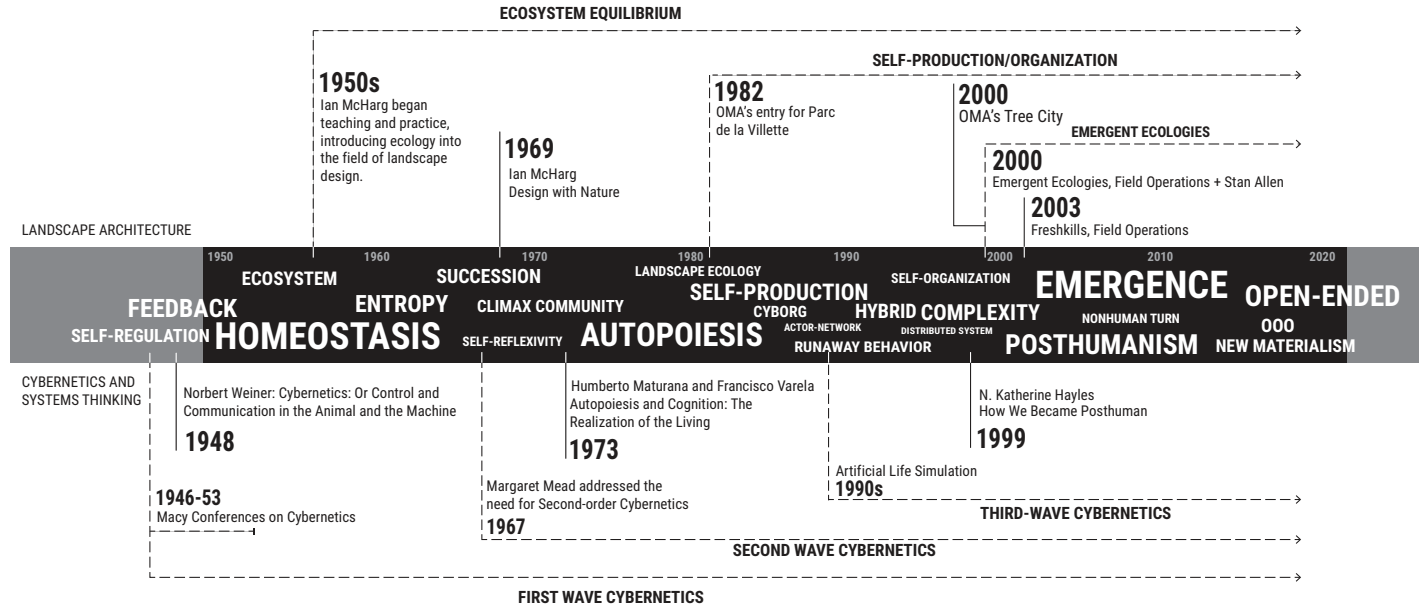 ECOSYSTEM EQUILIBRIUM
SELF-PRODUCTION/ORGANIZATION
1950s
Ian McHarg began
teaching and practice,
introducing ecology into
the field of landscape
design.
1969
Ian McHarg
Design with Nature
1982
OMA's entry for Parc
de la Villette
2000
OMA's Tree City
EMERGENT ECOLOGIES
2000
Emergent Ecologies, Field Operations + Stan Allen
2003
Freshkills, Field Operations
LANDSCAPE ARCHITECTURE
1950 1960 1970 1980 1990 2000 2010 2020
ECOSYSTEM
SUCCESSION
LANDSCAPE ECOLOGY
SELF-ORGANIZATION
EMERGENCE
OPEN-ENDED
FEEDBACK
ENTROPY
CLIMAX COMMUNITY
SELF-PRODUCTION
CYBORG
HYBRID
COMPLEXITY
NONHUMAN TURN
OOO
SELF-REGULATION
HOMEOSTASIS
SELF-REFLEXIVITY
AUTOPOIESIS
ACTOR-NETWORK
DISTRIBUTED SYSTEM
RUNAWAY BEHAVIOR
POSTHUMANISM
NEW MATERIALISM
CYBERNETICS AND
SYSTEMS THINKING
Norbert Weiner: Cybernetics: Or Control and
Communication in the Animal and the Machine
1948
1946-53
Macy Conferences on Cybernetics
Humberto Maturana and Francisco Varela
Autopoiesis and Cognition: The
Realization of the Living
1973
Margaret Mead addressed the
need for Second-order Cybernetics
1967
N. Katherine Hayles
How We Became Posthuman
1999
Artificial Life Simulation
1990s
THIRD-WAVE CYBERNETICS
SECOND WAVE CYBERNETICS
FIRST WAVE CYBERNETICS